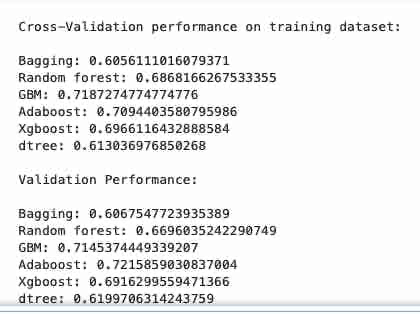 Cross-Validation performance on training dataset:
Bagging: 0.6056111016079371
Random forest: 0.6868166267533355
GBM: 0.7187274774774776
Adaboost: 0.7094403580795986
Xgboost: 0.6966116432888584
dtree: 0.613036976850268
Validation Performance:
Bagging: 0.6067547723935389
Random forest: 0.6696035242290749
GBM: 0.7145374449339207
Adaboost: 0.7215859030837004
Xgboost: 0.6916299559471366
dtree: 0.6199706314243759